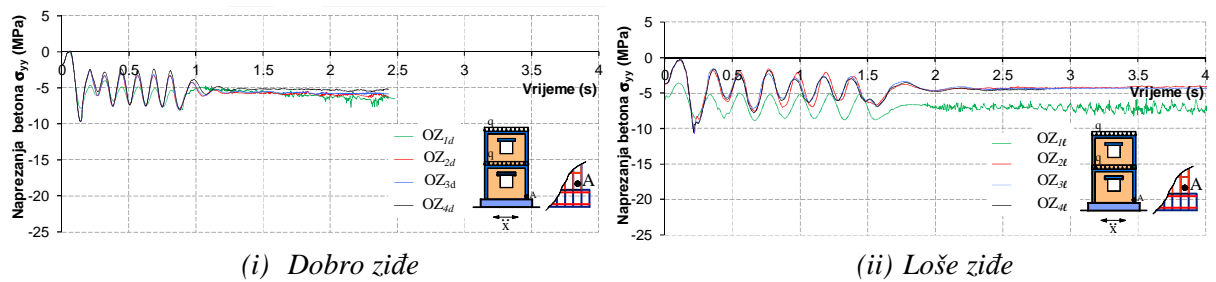 Naprezanja betona σyy (MPa)
5
0
-5
-10
-15
-20
-25
0
0.5
1
1.5
2
2.5
3
3.5
4
Vrijeme (s)
OZ1d
OZ2d
OZ3d
OZ4d
q
q
A
ẍ
A
(i) Dobro ziđe
Naprezanja betona σyy (MPa)
5
0
-5
-10
-15
-20
-25
0
0.5
1
1.5
2
2.5
3
3.5
4
Vrijeme (s)
OZ1ℓ
OZ2ℓ
OZ3ℓ
OZ4ℓ
q
q
A
ẍ
A
(ii) Loše ziđe